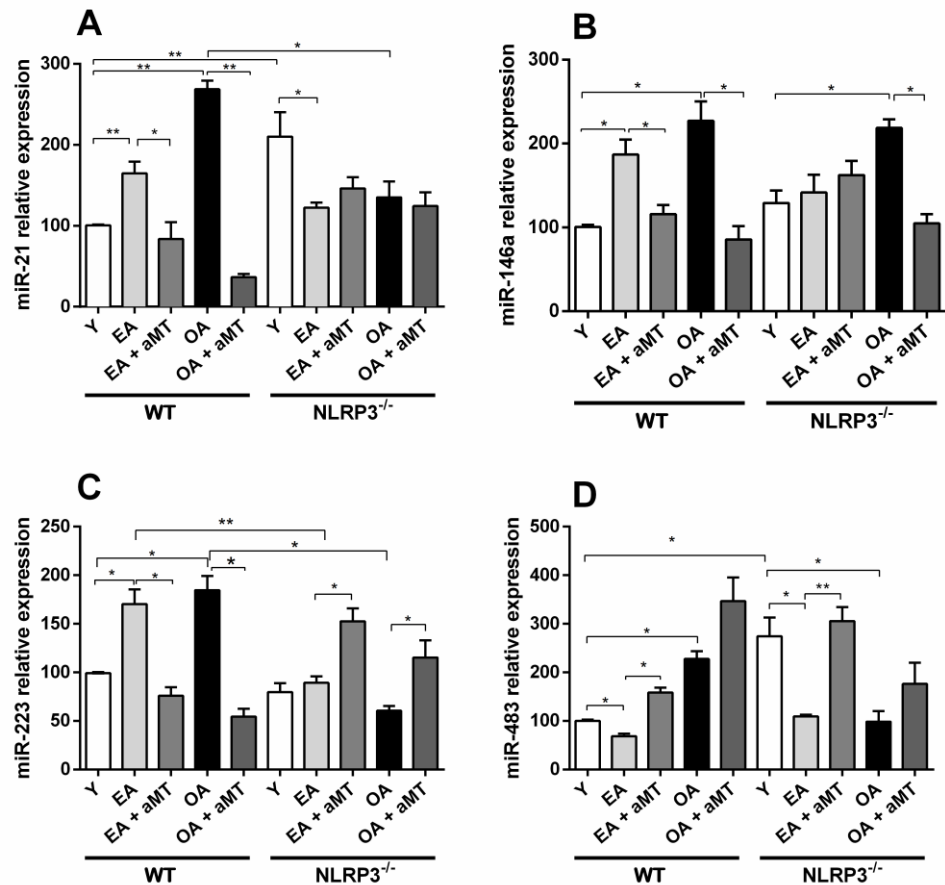 A
miR-21 relative expression
300
200
100
0
**
**
*
**
**
*
*
Y
EA
EA + aMT
OA
OA + aMT
Y
EA
EA + aMT
OA
OA + aMT
WT
NLRP3-/-
B
miR-146a relative expression
300
200
100
0
*
*
*
*
*
*
Y
EA
EA + aMT
OA
OA + aMT
Y
EA
EA + aMT
OA
OA + aMT
WT
NLRP3-/-
C
miR-223 relative expression
250
200
150
100
50
0
**
*
*
*
*
*
*
*
Y
EA
EA + aMT
OA
OA + aMT
Y
EA
EA + aMT
OA
OA + aMT
WT
NLRP3-/-
D
miR-483 relative expression
500
400
300
200
100
0
*
*
*
**
*
*
*
Y
EA
EA + aMT
OA
OA + aMT
Y
EA
EA + aMT
OA
OA + aMT
WT
NLRP3-/-